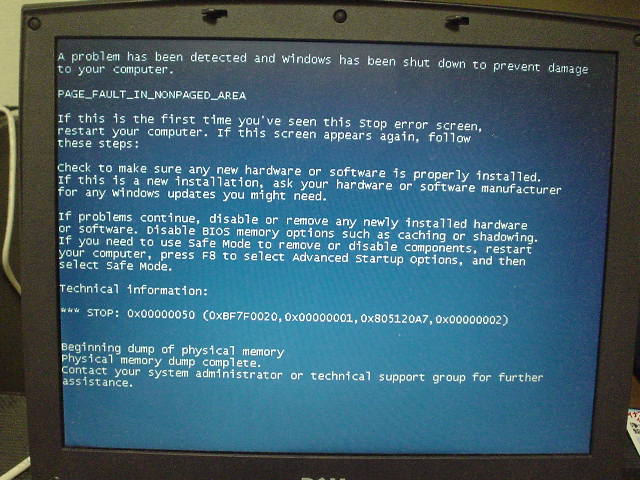 A problem has been detected and windows has been shut down to prevent damage
to your computer.
PAGE_FAULT_IN_NONPAGED_AREA
If this is the first time you've seen this Stop error screen,
restart your computer. If this screen appears again, follow
these steps:
Check to make sure any new hardware or software is properly installed.
If this is a new installation, ask your hardware or software manufacturer
for any windows updates you might need.
If problems continue, disable or remove any newly installed hardware
or software. Disable BIOS memory options such as caching or shadowing.
If you need to use Safe Mode to remove or disable components, restart
your computer, press F8 to select Advanced Startup Options, and then
select Safe Mode.
Technical information:
*** STOP: 0x00000050 (0xBF7F0020,0x00000001,0x805120A7,0x00000002)
Beginning dump of physical memory
Physical memory dump complete.
Contact your system administrator or technical support group for further
assistance.